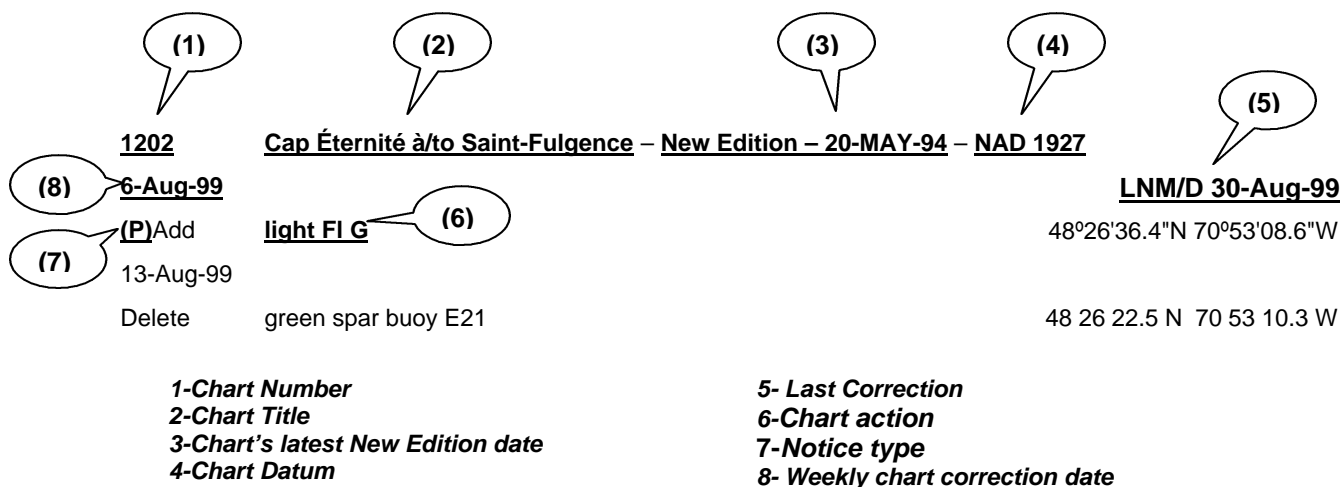 (1) (2) (3) (4)
(5)
1202 Cap Éternité à/to Saint-Fulgence – New Edition – 20-MAY-94 – NAD 1927
(8) 6-Aug-99 LNM/D 30-Aug-99
(P)Add light Fl G (6) 48º26'36.4"N 70º53'08.6"W
(7)
13-Aug-99
Delete green spar buoy E21 48 26 22.5 N 70 53 10.3 W
1-Chart Number
2-Chart Title
3-Chart's latest New Edition date
4-Chart Datum
5- Last Correction
6-Chart action
7-Notice type
8- Weekly chart correction date